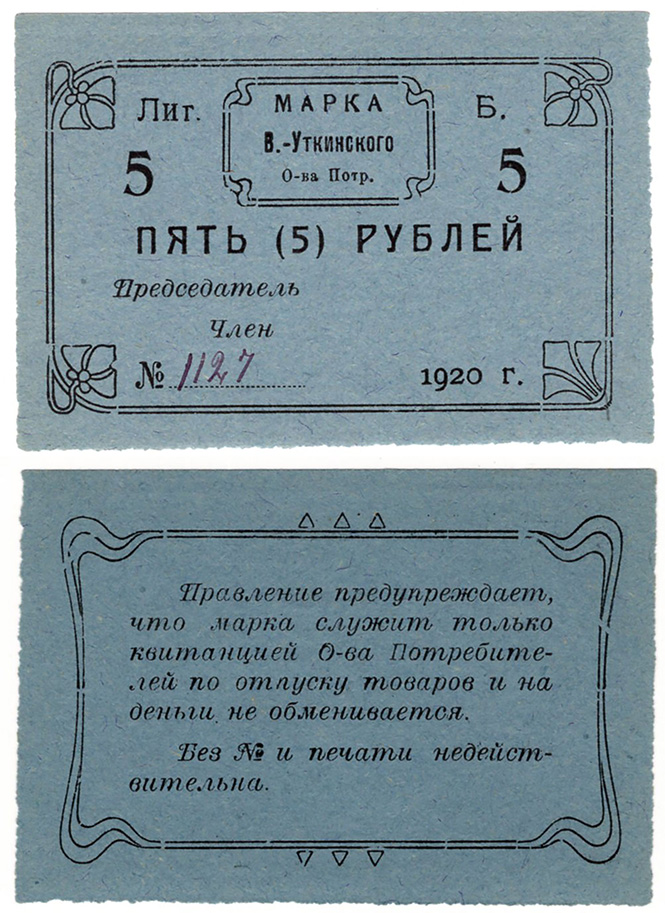 Лит. МАРКА Б.
В.-Уткинского
5 О-ва Потр. 5
ПЯТЬ (5) РУБЛЕЙ
Председатель
Член
№ 1127 1920 г.
Правление предупреждает,
что марка служит только
квитанцией О-ва Потребите-
лей по отпуску товаров и на
деньги не обменивается.
Без № и печати недейст-
вительна.